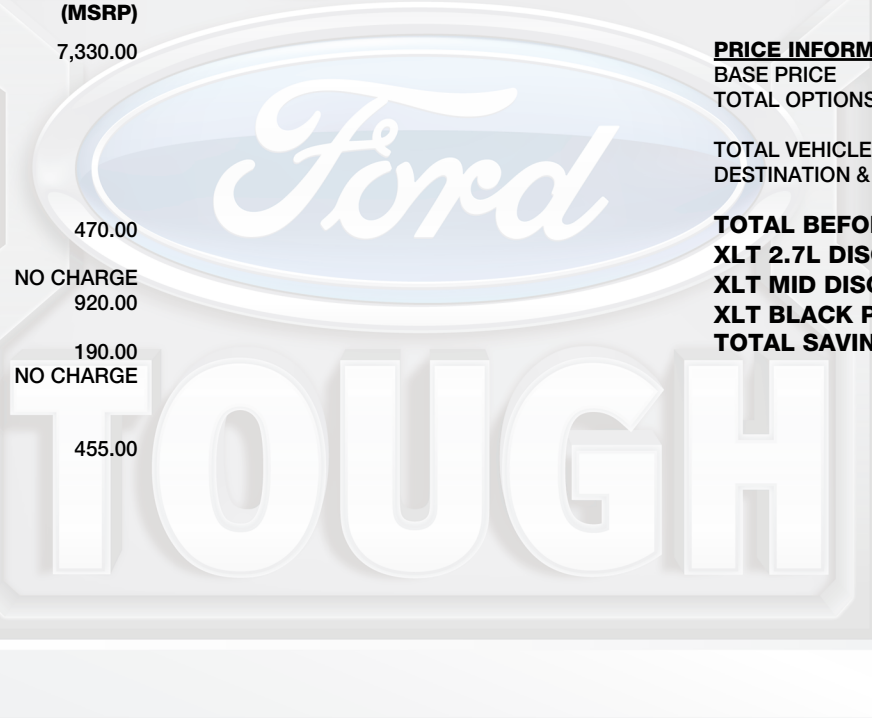 (MSRP)
7,330.00
470.00
NO CHARGE
920.00
190.00
NO CHARGE
455.00
PRICE INFORM
BASE PRICE
TOTAL OPTIONS
TOTAL VEHICLE
DESTINATION &
TOTAL BEFO
XLT 2.7L DIS
XLT MID DISC
XLT BLACK P
TOTAL SAVIN
Ford
TOUGH